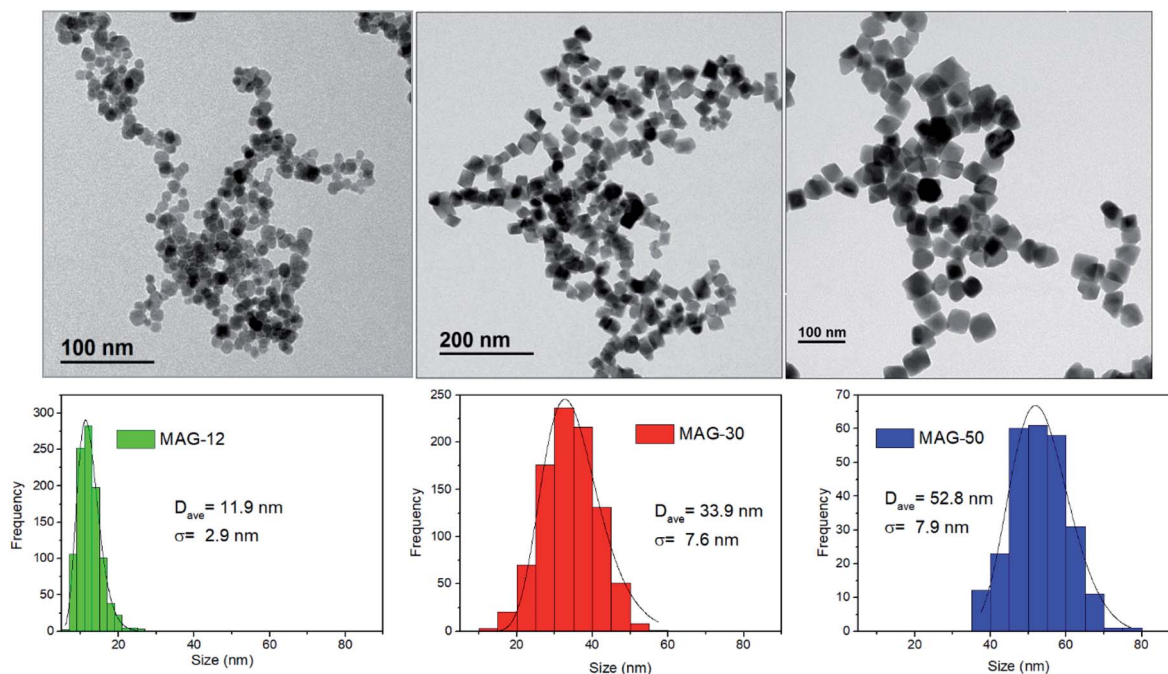 100 nm
200 nm
100 nm
300
250
200
150
100
50
0
Frequency
MAG-12
D_ave= 11.9 nm
σ= 2.9 nm
20
40
60
80
Size (nm)
250
200
150
100
50
0
Frequency
MAG-30
D_ave= 33.9 nm
σ= 7.6 nm
20
40
60
80
Size (nm)
70
60
50
40
30
20
10
0
Frequency
MAG-50
D_ave= 52.8 nm
σ= 7.9 nm
20
40
60
80
Size (nm)